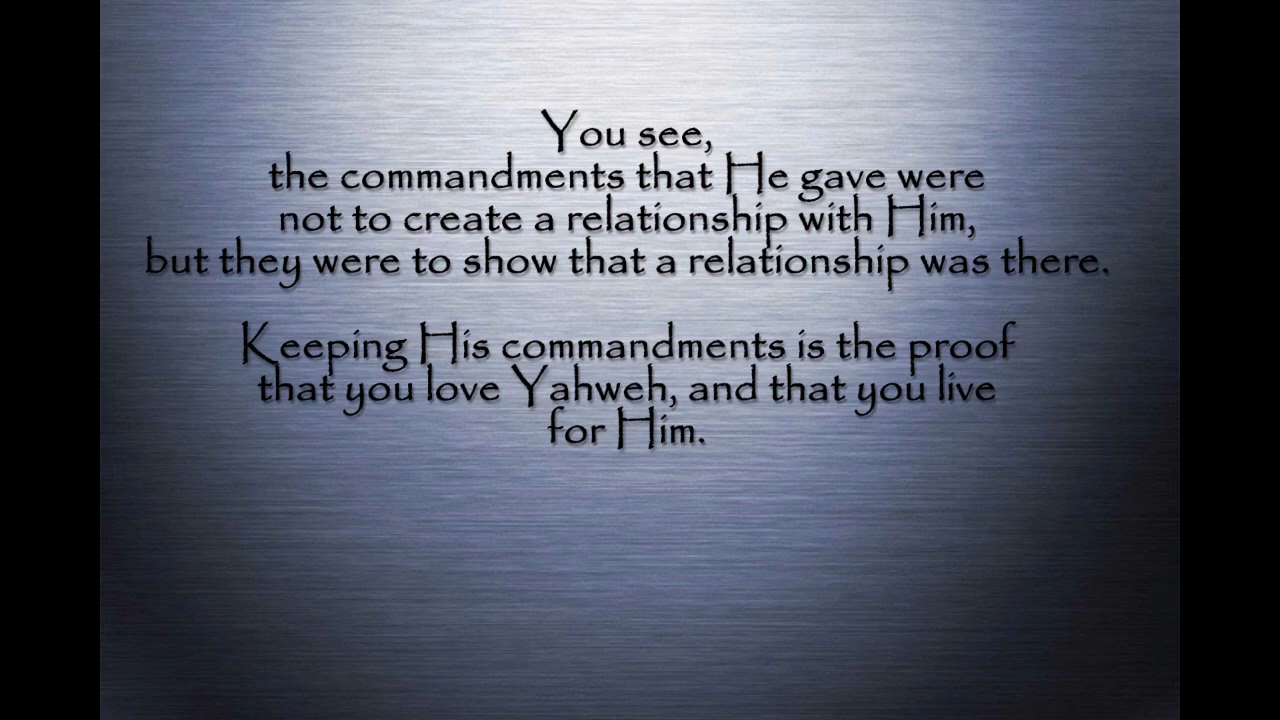 You see,
the commandments that He gave were
not to create a relationship with Him,
but they were to show that a relationship was there.
Keeping His commandments is the proof
that you love Yahweh, and that you live
for Him.